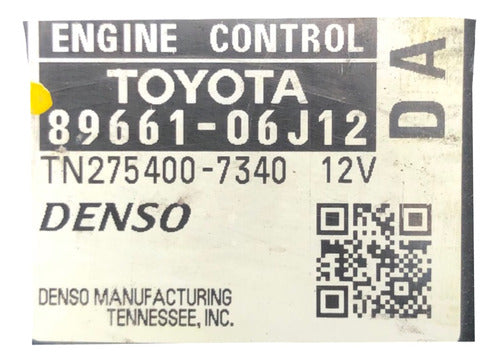 ENGINE CONTROL
TOYOTA
89661-06J12
DA
TN275400-7340 12V
DENSO
DENSO MANUFACTURING
TENNESSEE, INC.